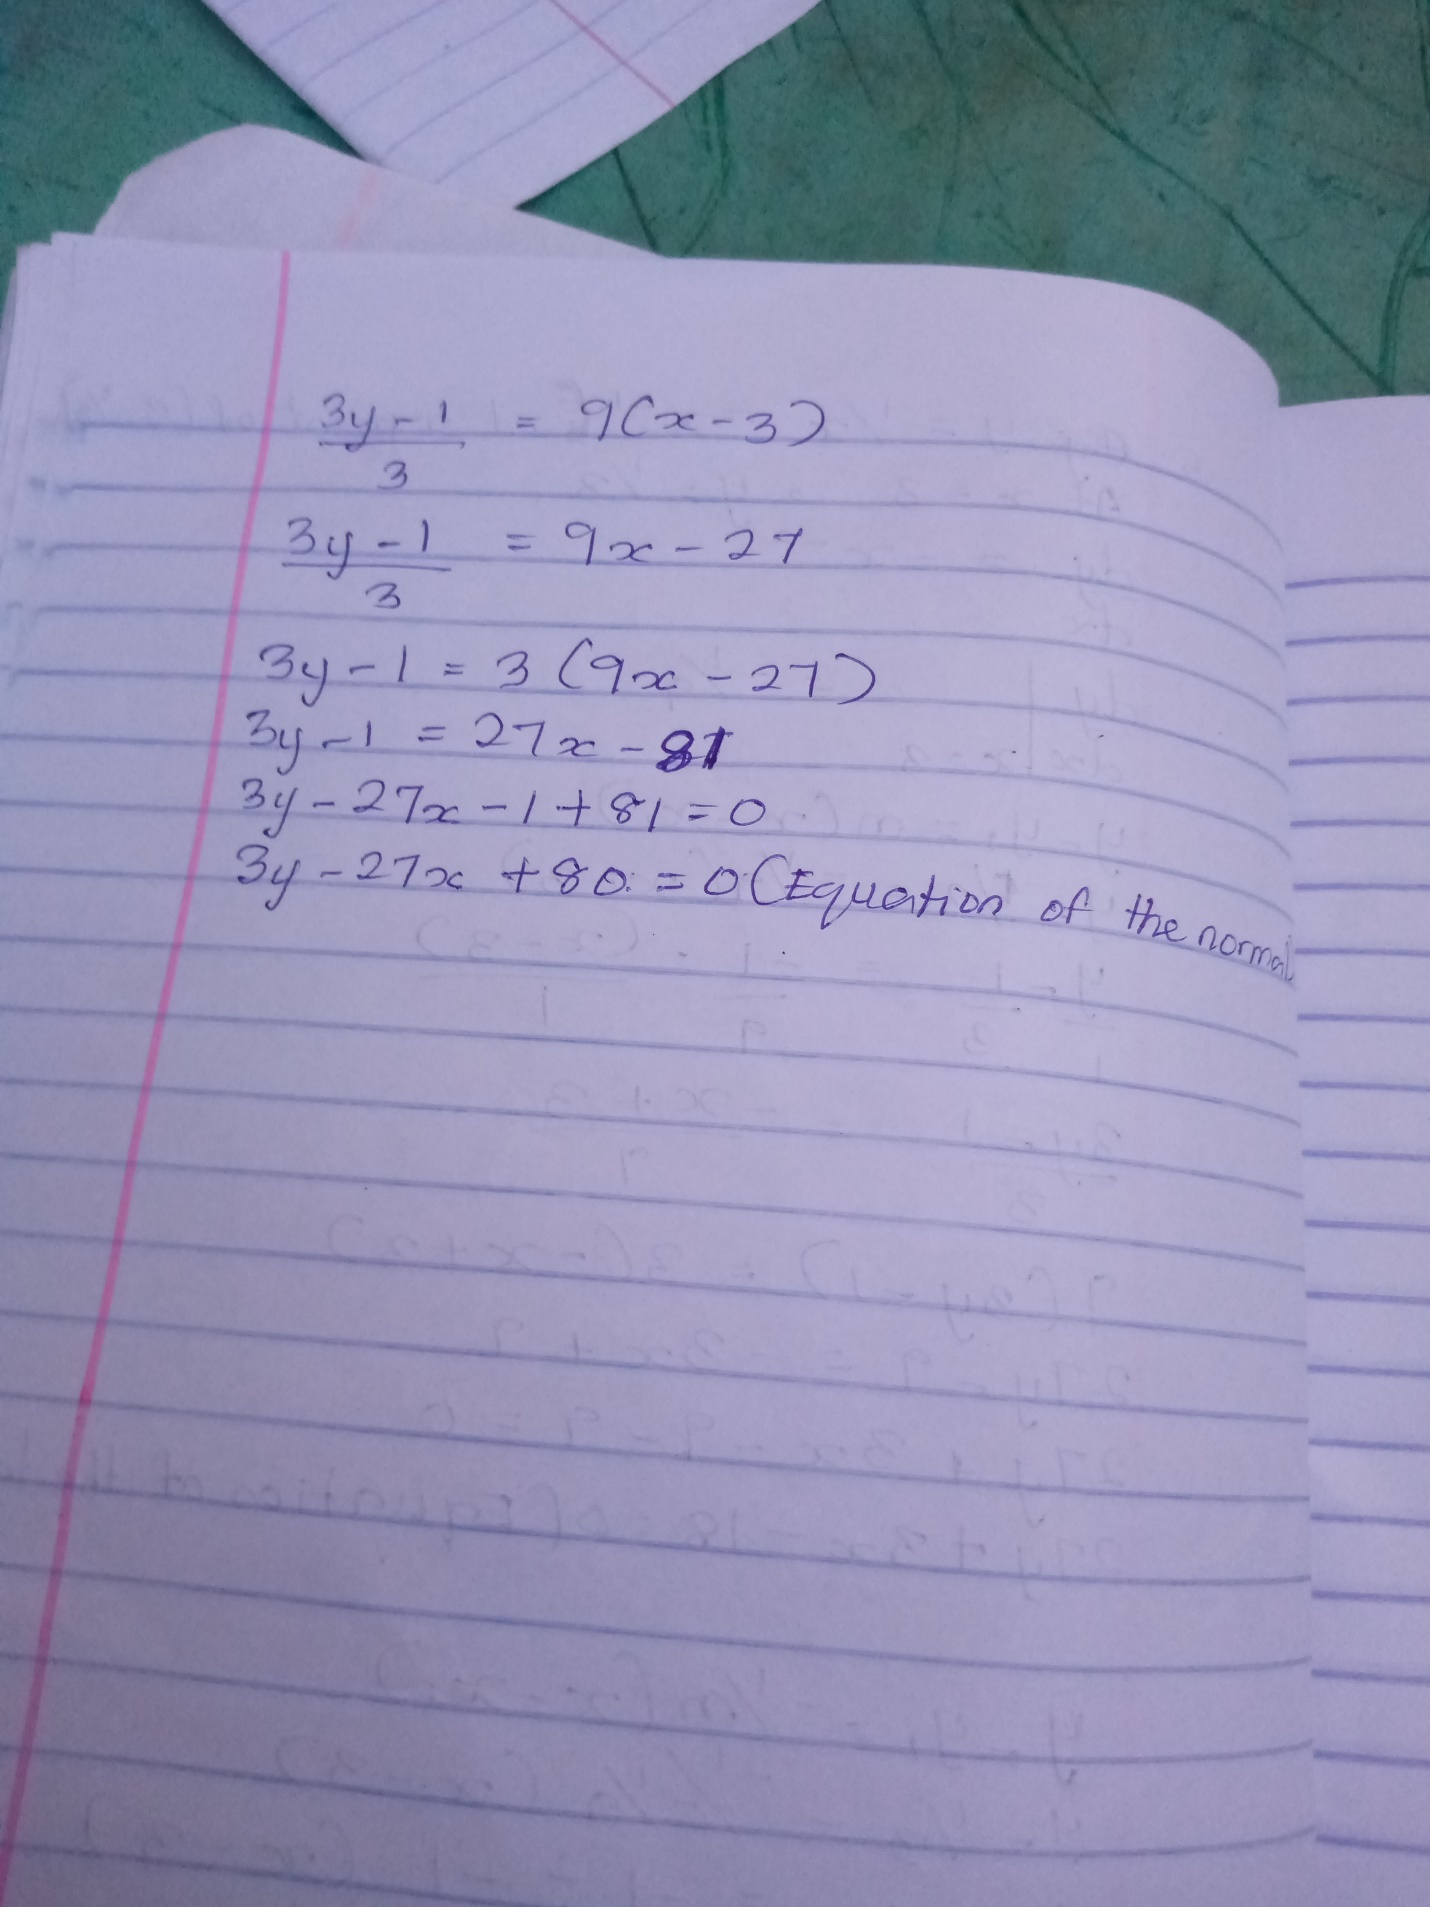 3y-1/3 = 9(x-3)
3y-1/3 = 9x-27
3y-1 = 3(9x-27)
3y-1 = 27x-81
3y-27x-1+81=0
3y-27x+80=0 (Equation of the normal